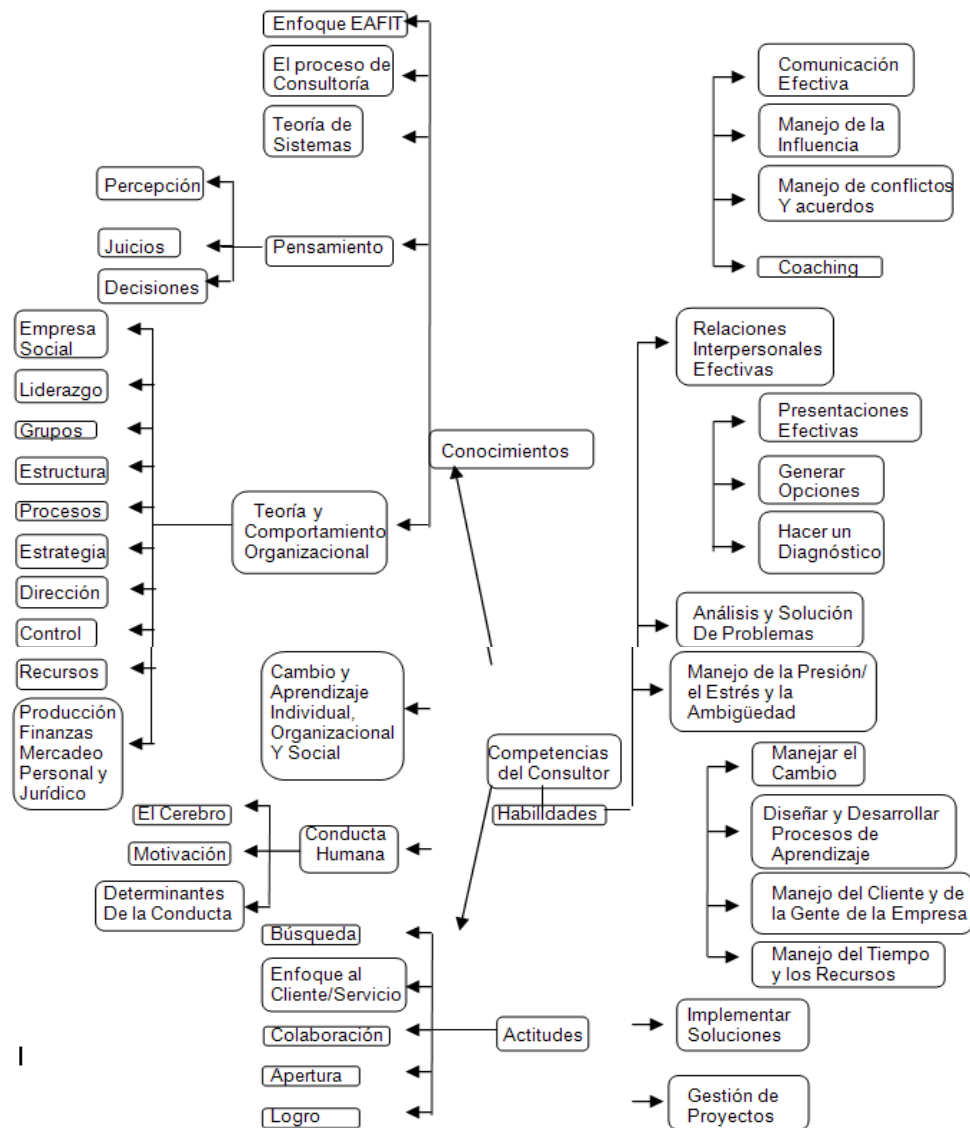 Enfoque EAFIT
El proceso de
Consultoría
Teoría de
Sistemas
Percepción
Juicios
Decisiones
Pensamiento
Empresa
Social
Liderazgo
Grupos
Estructura
Procesos
Estrategia
Dirección
Control
Recursos
Producción
Finanzas
Mercadeo
Personal y
Jurídico
Teoría y
Comportamiento
Organizacional
Conocimientos
Cambio y
Aprendizaje
Individual,
Organizacional
Y Social
El Cerebro
Motivación
Determinantes
De la Conducta
Conducta
Humana
Competencias
del Consultor
Habilidades
Búsqueda
Enfoque al
Cliente/Servicio
Colaboración
Apertura
Logro
Actitudes
Comunicación
Efectiva
Manejo de la
Influencia
Manejo de conflictos
Y acuerdos
Coaching
Relaciones
Interpersonales
Efectivas
Presentaciones
Efectivas
Generar
Opciones
Hacer un
Diagnóstico
Análisis y Solución
De Problemas
Manejo de la Presión/
el Estrés y la
Ambigüedad
Manejar el
Cambio
Diseñar y Desarrollar
Procesos de
Aprendizaje
Manejo del Cliente y de
la Gente de la Empresa
Manejo del Tiempo
y los Recursos
Implementar
Soluciones
Gestión de
Proyectos